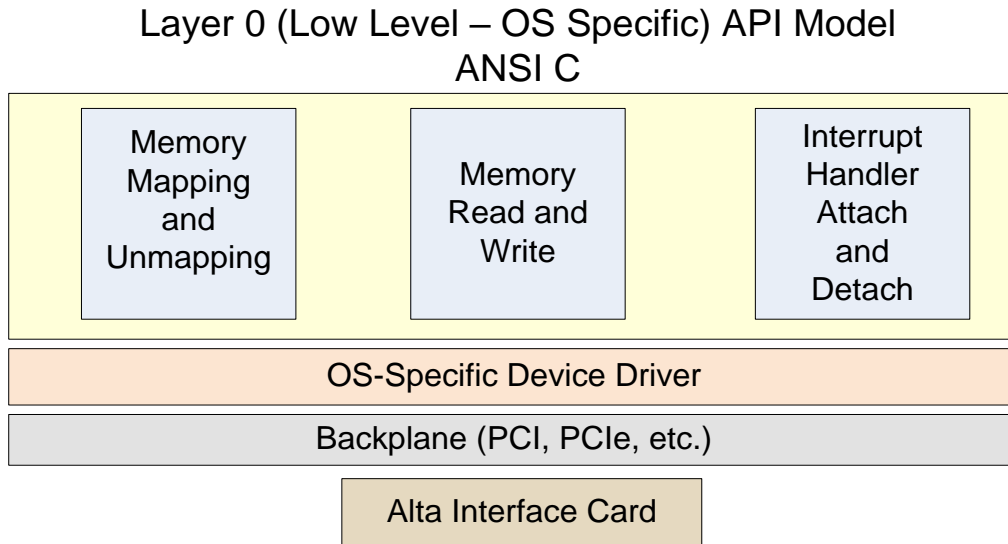 Layer 0 (Low Level – OS Specific) API Model
ANSI C
Memory
Mapping
and
Unmapping
Memory
Read and
Write
Interrupt
Handler
Attach
and
Detach
OS-Specific Device Driver
Backplane (PCI, PCIe, etc.)
Alta Interface Card